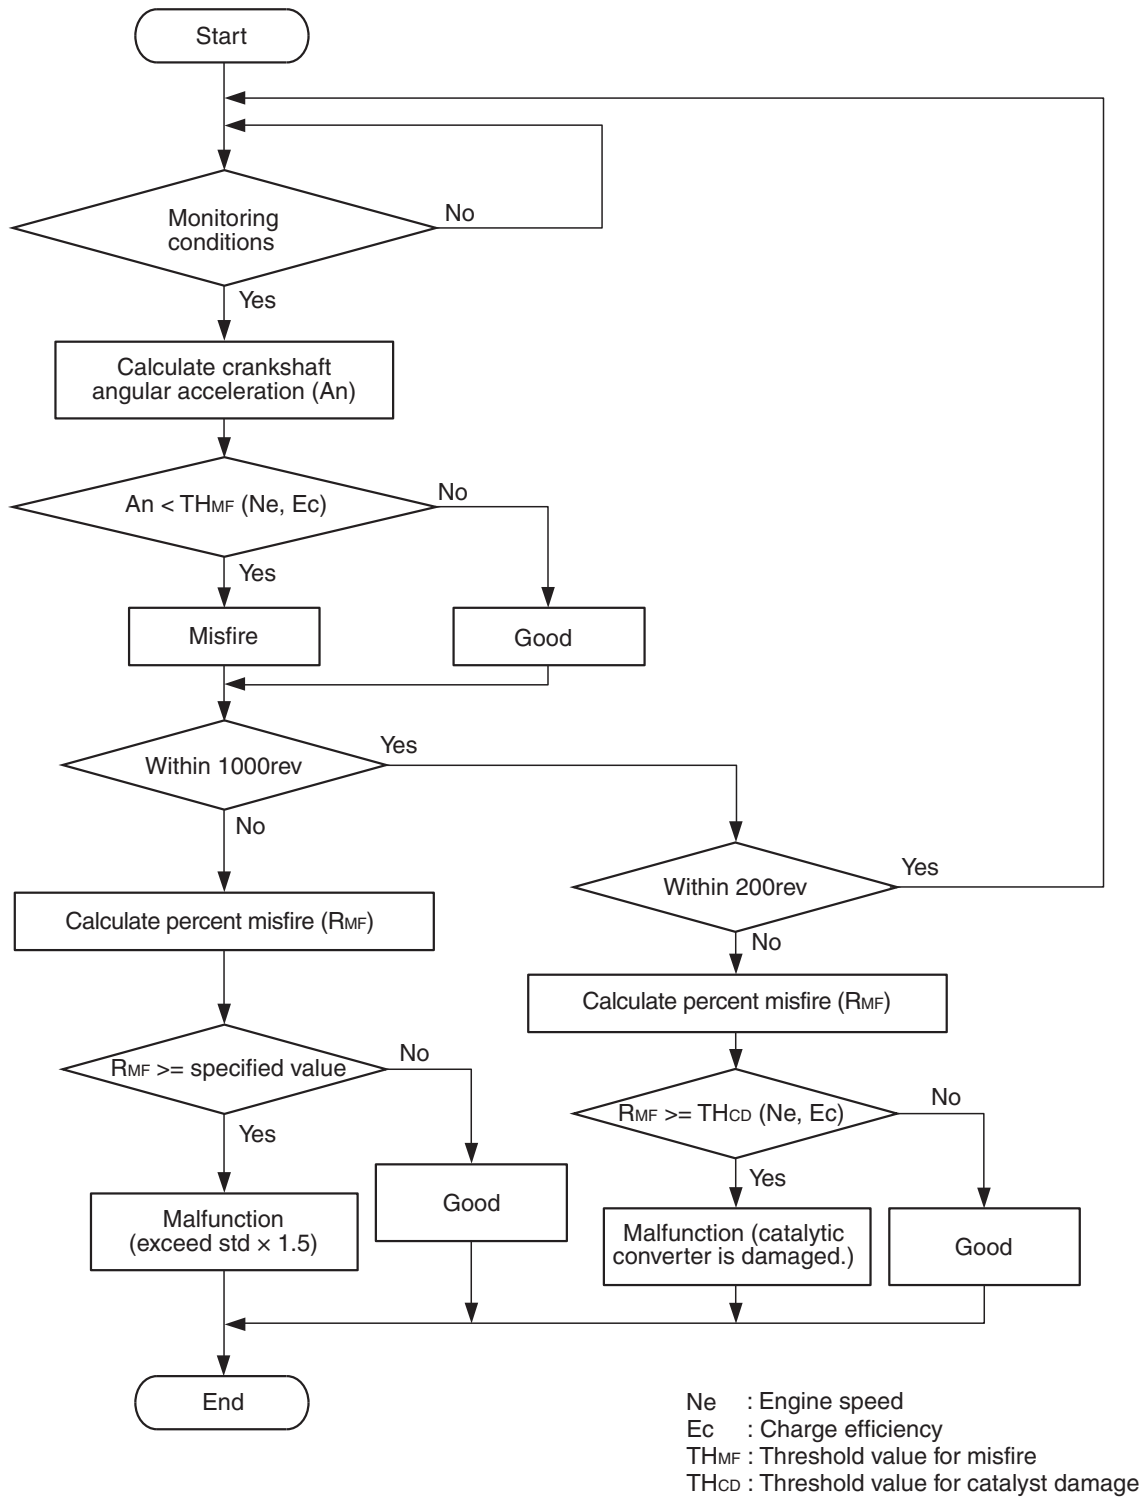 Start
Monitoring
conditions
No
Yes
Calculate crankshaft
angular acceleration (An)
An < THMF (Ne, Ec)
No
Yes
Misfire
Good
Within 1000rev
Yes
No
Within 200rev
Yes
No
Calculate percent misfire (RMF)
Calculate percent misfire (RMF)
RMF >= specified value
No
Yes
RMF >= THCD (Ne, Ec)
No
Yes
Malfunction
(exceed std × 1.5)
Good
Malfunction (catalytic
converter is damaged.)
Good
End
Ne : Engine speed
Ec : Charge efficiency
THMF : Threshold value for misfire
THCD : Threshold value for catalyst damage